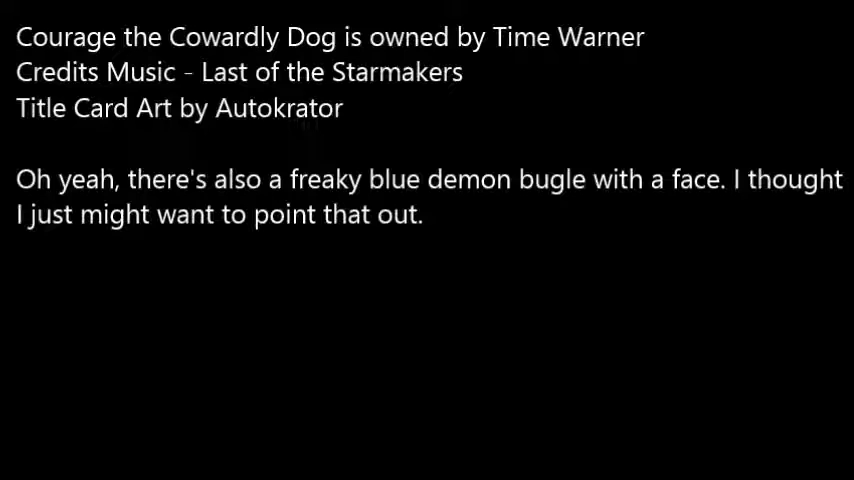 Courage the Cowardly Dog is owned by Time Warner
Credits Music - Last of the Starmakers
Title Card Art by Autokrator
Oh yeah, there's also a freaky blue demon bugle with a face. I thought
I just might want to point that out.